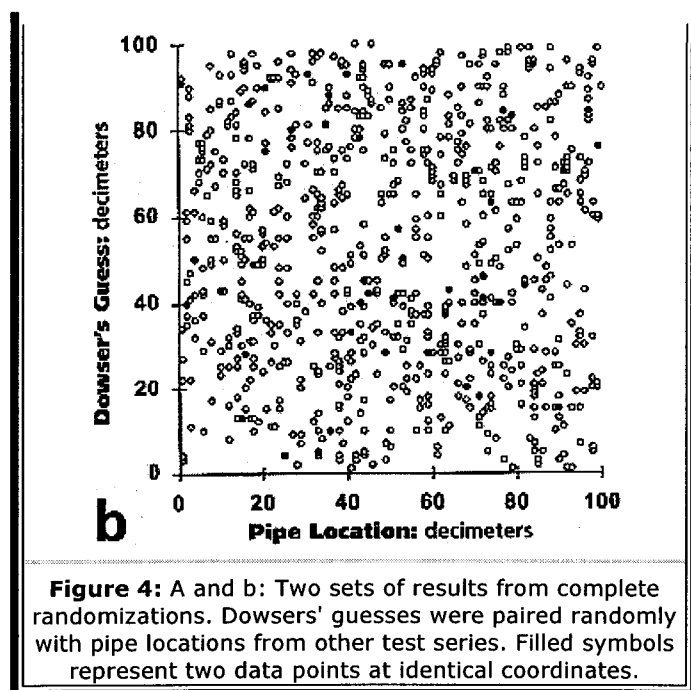 100
80
60
40
20
0
Dowser's Guess: decimeters
0 20 40 60 80 100
b
Pipe Location: decimeters
Figure 4: A and b: Two sets of results from complete
randomizations. Dowsers' guesses were paired randomly
with pipe locations from other test series. Filled symbols
represent two data points at identical coordinates.